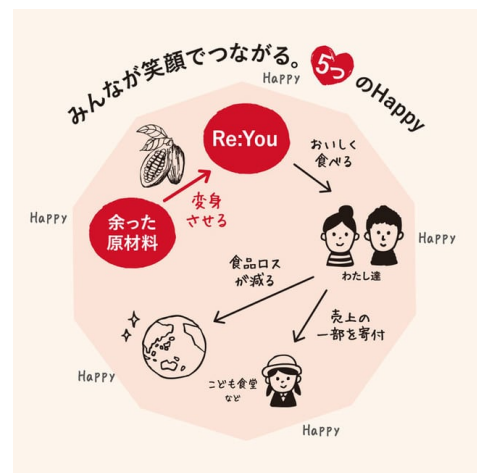 みんなが笑顔でつながる。5つのHappy
Happy
Re:You
おいしく
食べる
変身
させる
余った
原材料
Happy
Happy
わたし達
食品ロス
が減る
売上の
一部を寄付
Happy
こども食堂
など
Happy